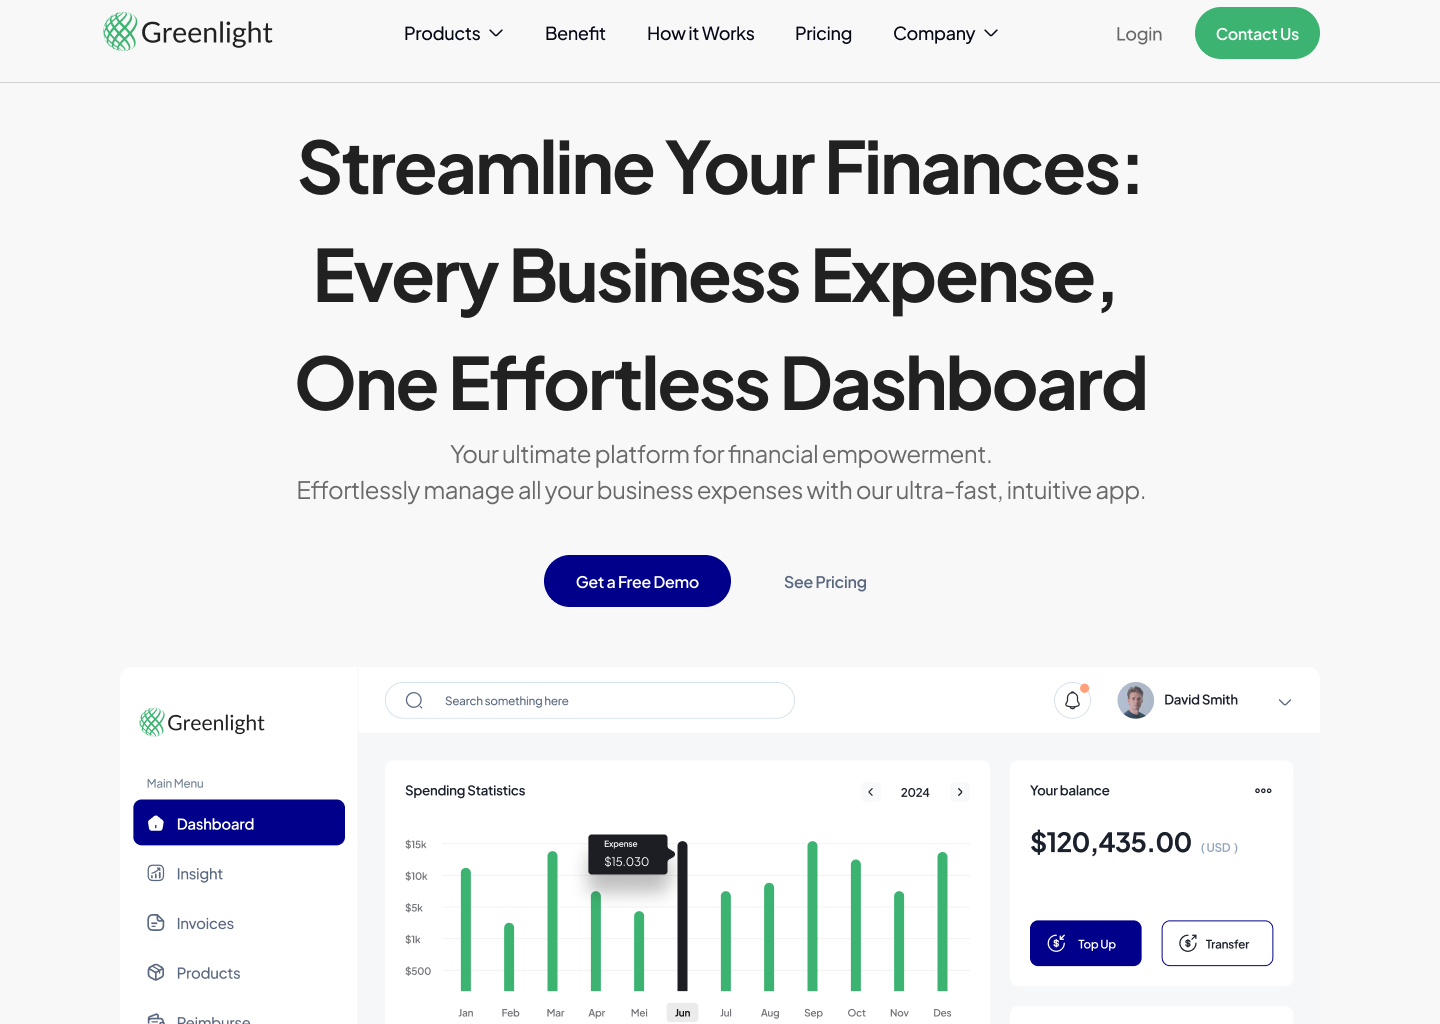 Greenlight
Products
Benefit
How it Works
Pricing
Company
Login
Contact Us
Streamline Your Finances:
Every Business Expense,
One Effortless Dashboard
Your ultimate platform for financial empowerment.
Effortlessly manage all your business expenses with our ultra-fast, intuitive app.
Get a Free Demo
See Pricing
Greenlight
Main Menu
Dashboard
Insight
Invoices
Products
Reimburse
Search something here
David Smith
Spending Statistics
2024
$15k
$10k
$5k
$1k
$500
Expense
$15.030
Jan
Feb
Mar
Apr
Mei
Jun
Jul
Aug
Sep
Oct
Nov
Des
Your balance
$120,435.00 ( USD )
Top Up
Transfer